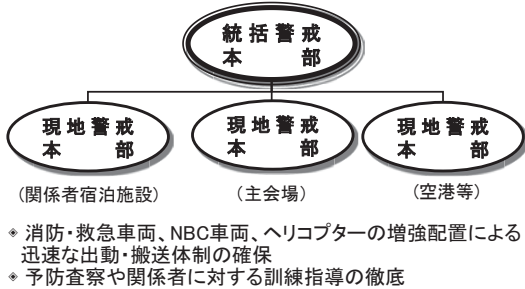 統括警戒
本　　部
現地警戒　現地警戒　現地警戒
本　　部　本　　部　本　　部
(関係者宿泊施設)　(主会場)　(空港等)
◈ 消防・救急車両、NBC車両、ヘリコプターの増強配置による
迅速な出動・搬送体制の確保
◈ 予防査察や関係者に対する訓練指導の徹底